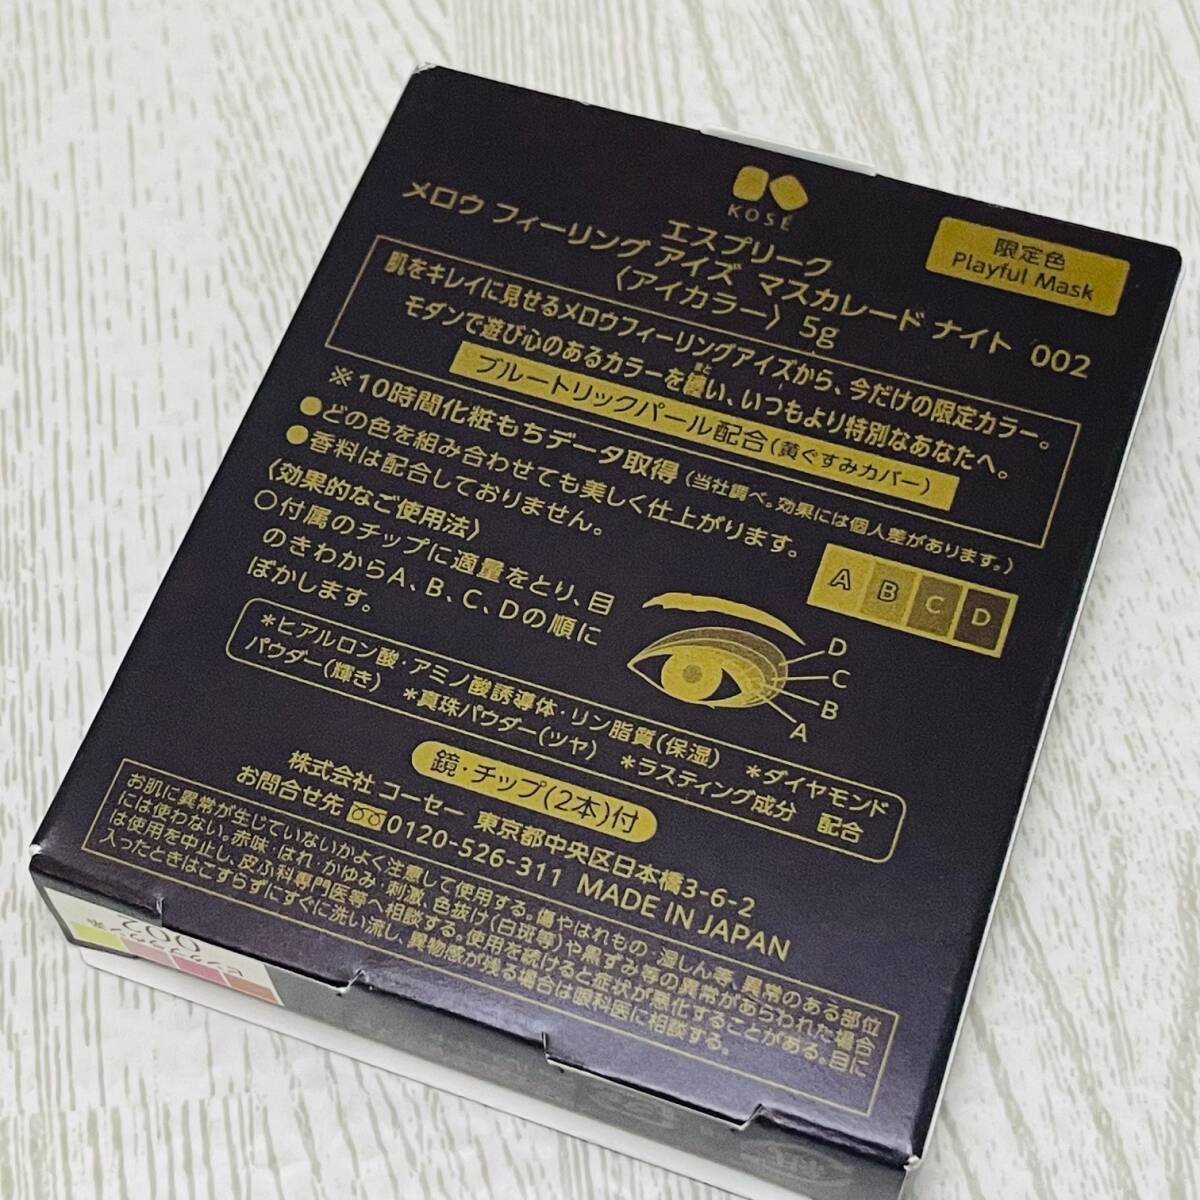 KOSÉ
限定色
Playful Mask
エスプリーク
メロウ フィーリング アイズ マスカレード ナイト 002
〈アイカラー〉 5g
肌をキレイに見せるメロウフィーリングアイズから、今だけの限定カラー。
モダンで遊び心のあるカラーを纏い、いつもより特別なあなたへ。
ブルートリックパール配合(黄ぐすみカバー)
※10時間化粧もちデータ取得(当社調べ。効果には個人差があります。)
●どの色を組み合わせても美しく仕上がります。
●香料は配合しておりません。
〈効果的なご使用法〉
○付属のチップに適量をとり、目
のきわからA、B、C、Dの順に
ぼかします。
A B C D
D
C
B
A
*ヒアルロン酸・アミノ酸誘導体・リン脂質(保湿) *ダイヤモンド
パウダー(輝き) *真珠パウダー(ツヤ) *ラスティング成分 配合
鏡・チップ(2本)付
株式会社 コーセー 東京都中央区日本橋3-6-2
お問合せ先 0120-526-311 MADE IN JAPAN
お肌に異常が生じていないかよく注意して使用する。傷やはれもの・湿しん等、異常のある部位
には使わない。赤味・はれ・かゆみ・刺激、色抜け(白斑等)や黒ずみ等の異常があらわれた場合
は使用を中止し、皮ふ科専門医等へ相談する。使用を続けると症状が悪化することがある。目に
入ったときはこすらずにすぐに洗い流し、異物感が残る場合は眼科医に相談する。
002
ピンクブラウン系